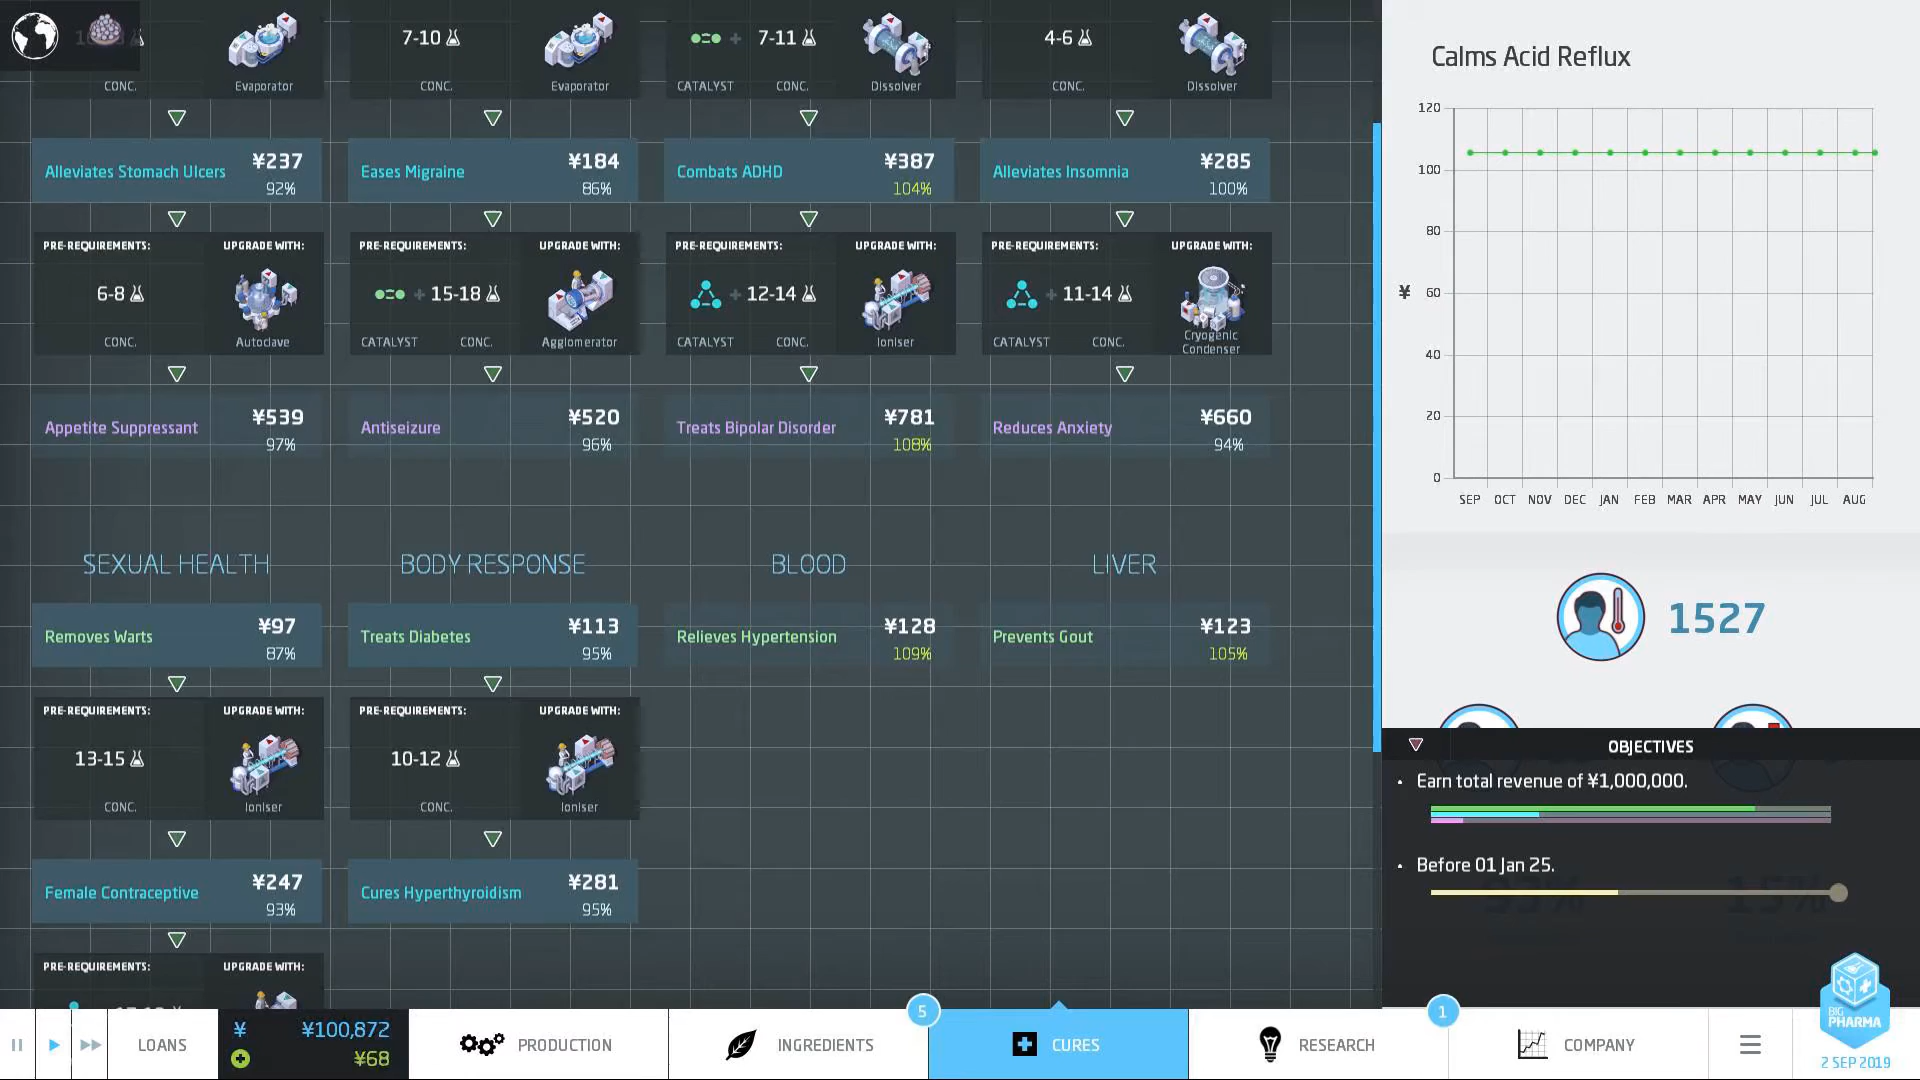 7-10
7-11
4-6
CONC.
Evaporator
CONC.
Evaporator
CATALYST CONC.
Dissolver
CONC.
Dissolver
Alleviates Stomach Ulcers ¥237
92%
Eases Migraine ¥184
86%
Combats ADHD ¥387
104%
Alleviates Insomnia ¥285
100%
PRE-REQUIREMENTS: UPGRADE WITH:
6-8
CONC. Autoclave
PRE-REQUIREMENTS: UPGRADE WITH:
+ 15-18
CATALYST CONC. Agglomerator
PRE-REQUIREMENTS: UPGRADE WITH:
+ 12-14
CATALYST CONC. Ioniser
PRE-REQUIREMENTS: UPGRADE WITH:
+ 11-14
CATALYST CONC. Cryogenic
Condenser
Appetite Suppressant ¥539
97%
Antiseizure ¥520
96%
Treats Bipolar Disorder ¥781
108%
Reduces Anxiety ¥660
94%
SEXUAL HEALTH
BODY RESPONSE
BLOOD
LIVER
Removes Warts ¥97
87%
Treats Diabetes ¥113
95%
Relieves Hypertension ¥128
109%
Prevents Gout ¥123
105%
PRE-REQUIREMENTS: UPGRADE WITH:
13-15
CONC. Ioniser
PRE-REQUIREMENTS: UPGRADE WITH:
10-12
CONC. Ioniser
Female Contraceptive ¥247
93%
Cures Hyperthyroidism ¥281
95%
PRE-REQUIREMENTS: UPGRADE WITH:
Calms Acid Reflux
120
100
80
¥ 60
40
20
0
SEP OCT NOV DEC JAN FEB MAR APR MAY JUN JUL AUG
1527
OBJECTIVES
• Earn total revenue of ¥1,000,000.
• Before 01 Jan 25.
BIG
PHARMA
2 SEP 2019
LOANS
¥ ¥100,872
¥68
PRODUCTION
INGREDIENTS
5
CURES
RESEARCH
1
COMPANY